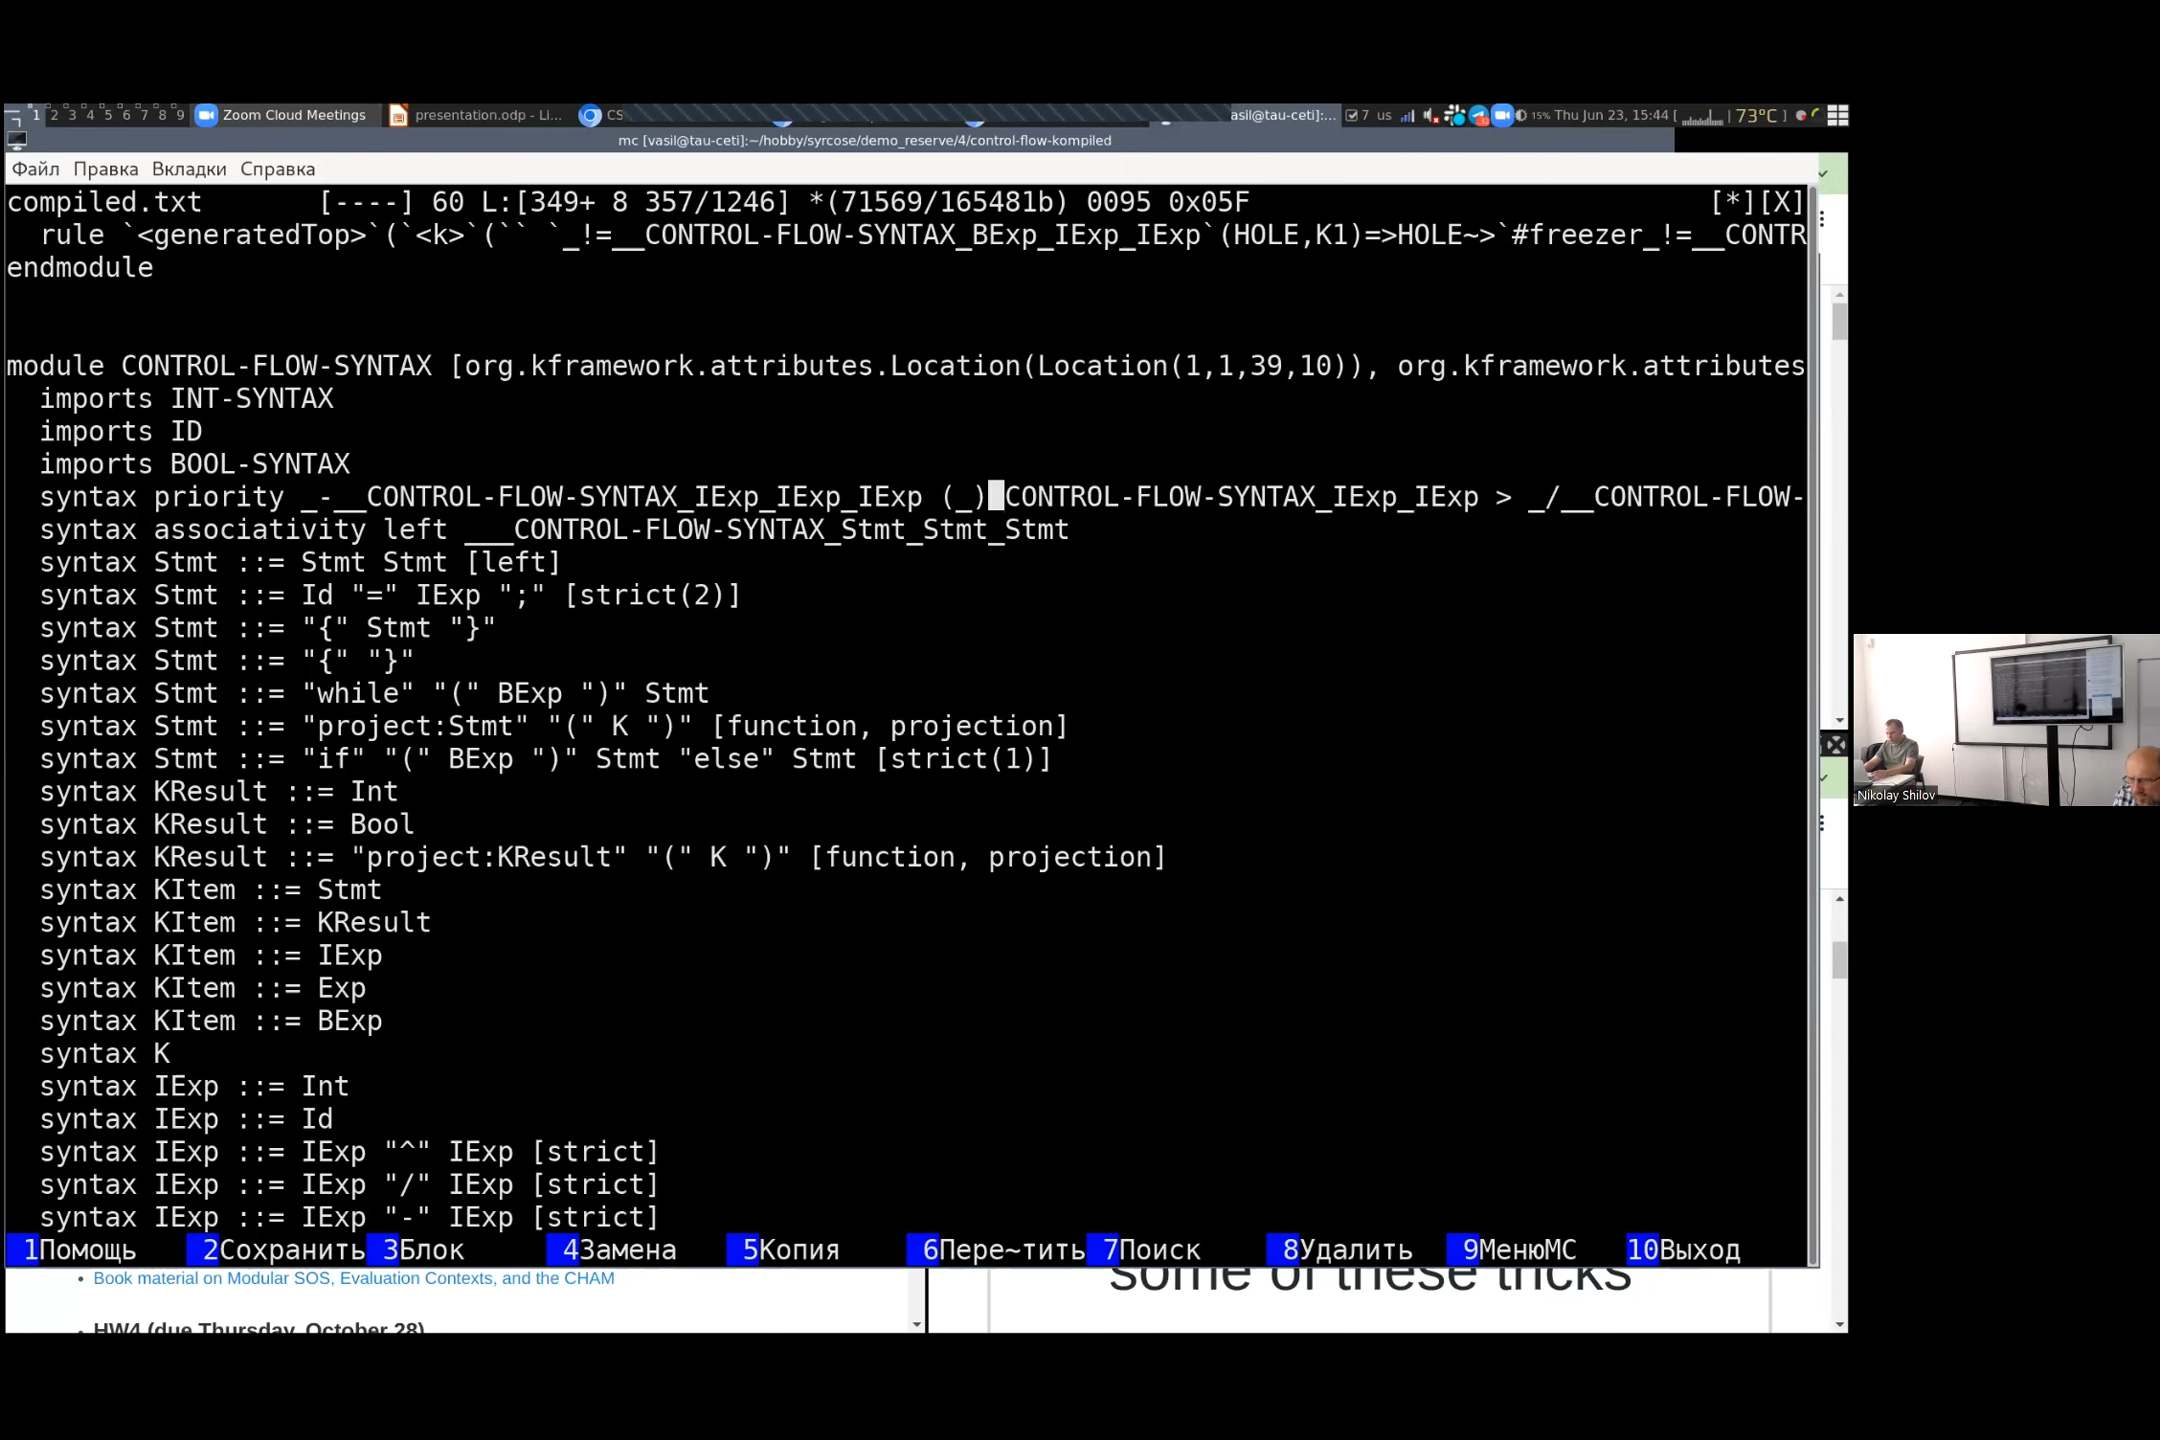 1 2 3 4 5 6 7 8 9 Zoom Cloud Meetings presentation.odp - Li... CS asil@tau-ceti]:... 7 us 15% Thu Jun 23, 15:44 [ ] 73°C ]
mc [vasil@tau-ceti]:~/hobby/syrcose/demo_reserve/4/control-flow-kompiled
Файл Правка Вкладки Справка
compiled.txt [----] 60 L:[349+ 8 357/1246] *(71569/165481b) 0095 0x05F [*][X]
rule `<generatedTop>`(`<k>`(`` `_!=__CONTROL-FLOW-SYNTAX_BExp_IExp_IExp`(HOLE,K1)=>HOLE~>`#freezer_!=__CONTR
endmodule
module CONTROL-FLOW-SYNTAX [org.kframework.attributes.Location(Location(1,1,39,10)), org.kframework.attributes
imports INT-SYNTAX
imports ID
imports BOOL-SYNTAX
syntax priority _-__CONTROL-FLOW-SYNTAX_IExp_IExp_IExp (_)_CONTROL-FLOW-SYNTAX_IExp_IExp > _/__CONTROL-FLOW-
syntax associativity left ___CONTROL-FLOW-SYNTAX_Stmt_Stmt_Stmt
syntax Stmt ::= Stmt Stmt [left]
syntax Stmt ::= Id "=" IExp ";" [strict(2)]
syntax Stmt ::= "{" Stmt "}"
syntax Stmt ::= "{" "}"
syntax Stmt ::= "while" "(" BExp ")" Stmt
syntax Stmt ::= "project:Stmt" "(" K ")" [function, projection]
syntax Stmt ::= "if" "(" BExp ")" Stmt "else" Stmt [strict(1)]
syntax KResult ::= Int
syntax KResult ::= Bool
syntax KResult ::= "project:KResult" "(" K ")" [function, projection]
syntax KItem ::= Stmt
syntax KItem ::= KResult
syntax KItem ::= IExp
syntax KItem ::= Exp
syntax KItem ::= BExp
syntax K
syntax IExp ::= Int
syntax IExp ::= Id
syntax IExp ::= IExp "^" IExp [strict]
syntax IExp ::= IExp "/" IExp [strict]
syntax IExp ::= IExp "-" IExp [strict]
1Помощь 2Сохранить 3Блок 4Замена 5Копия 6Пере~тить 7Поиск 8Удалить 9МенюMC 10Выход
• Book material on Modular SOS, Evaluation Contexts, and the CHAM
some of these tricks
• HW4 (due Thursday, October 28)
Nikolay Shilov